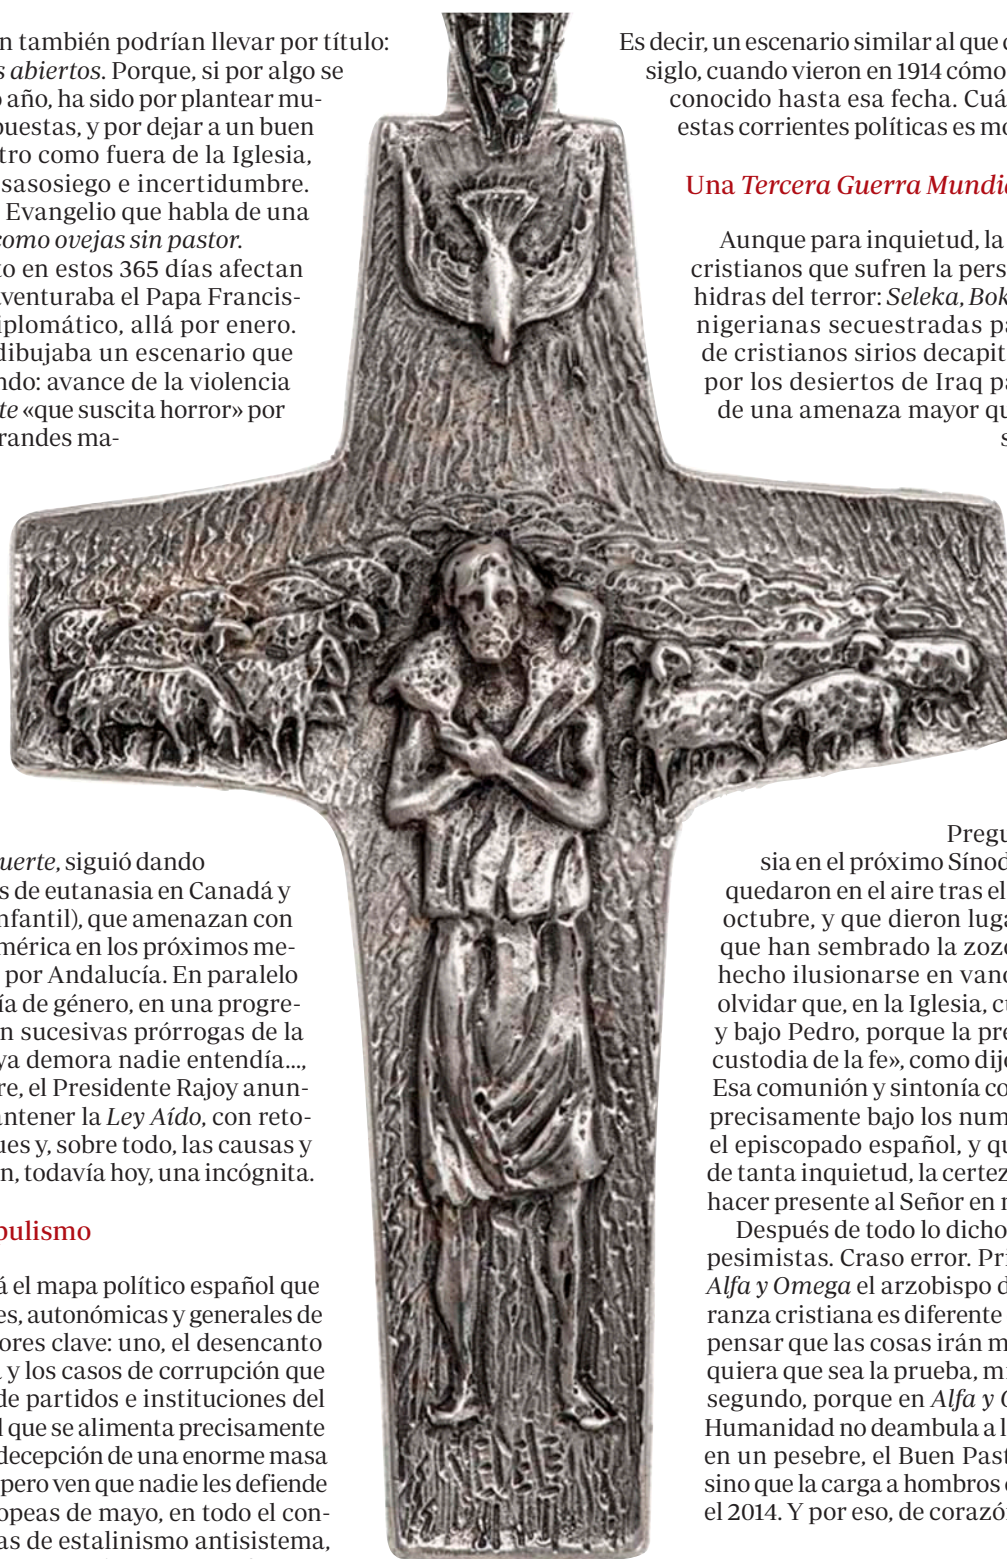 n también podrían llevar por título:
s abiertos. Porque, si por algo se
o año, ha sido por plantear mu-
puestas, y por dejar a un buen
tro como fuera de la Iglesia,
sasosiego e incertidumbre.
Evangelio que habla de una
como ovejas sin pastor.
to en estos 365 días afectan
aventuraba el Papa Francis-
iplomático, allá por enero.
dibujaba un escenario que
ndo: avance de la violencia
te «que suscita horror» por
randes ma-
uerte, siguió dando
s de eutanasia en Canadá y
nfantil), que amenazan con
mérica en los próximos me-
por Andalucía. En paralelo
ía de género, en una progre-
n sucesivas prórrogas de la
ya demora nadie entendía...,
re, el Presidente Rajoy anun-
antener la Ley Aído, con reto-
ues y, sobre todo, las causas y
n, todavía hoy, una incógnita.
pulismo
á el mapa político español que
es, autonómicas y generales de
ores clave: uno, el desencanto
a y los casos de corrupción que
de partidos e instituciones del
l que se alimenta precisamente
decepción de una enorme masa
pero ven que nadie les defiende
opeas de mayo, en todo el con-
as de estalinismo antisistema,
Es decir, un escenario similar al que
siglo, cuando vieron en 1914 cómo
conocido hasta esa fecha. Cuá
estas corrientes políticas es mo
Una Tercera Guerra Mundi
Aunque para inquietud, la
cristianos que sufren la pers
hidras del terror: Seleka, Bok
nigerianas secuestradas pa
de cristianos sirios decapit
por los desiertos de Iraq pa
de una amenaza mayor qu
s
Pregu
sia en el próximo Sínod
quedaron en el aire tras el
octubre, y que dieron luga
que han sembrado la zozo
hecho ilusionarse en vano
olvidar que, en la Iglesia, cu
y bajo Pedro, porque la pre
custodia de la fe», como dijo
Esa comunión y sintonía co
precisamente bajo los num
el episcopado español, y qu
de tanta inquietud, la certez
hacer presente al Señor en n
Después de todo lo dicho
pesimistas. Craso error. Pri
Alfa y Omega el arzobispo d
ranza cristiana es diferente
pensar que las cosas irán m
quiera que sea la prueba, mi
segundo, porque en Alfa y O
Humanidad no deambula a l
en un pesebre, el Buen Past
sino que la carga a hombros
el 2014. Y por eso, de corazó